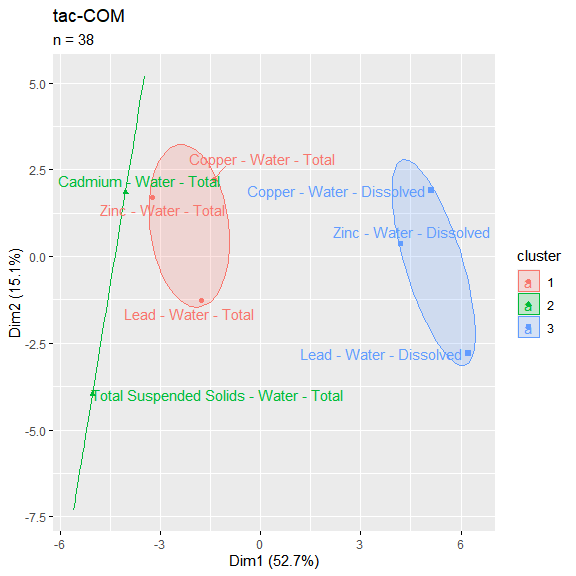 tac-COM
n = 38
5.0
2.5
0.0
-2.5
-5.0
-7.5
Dim2 (15.1%)
Copper - Water - Total
Cadmium - Water - Total
Copper - Water - Dissolved
Zinc - Water - Total
Zinc - Water - Dissolved
Lead - Water - Total
Lead - Water - Dissolved
Total Suspended Solids - Water - Total
cluster
a 1
a 2
a 3
-6
-3
0
3
6
Dim1 (52.7%)